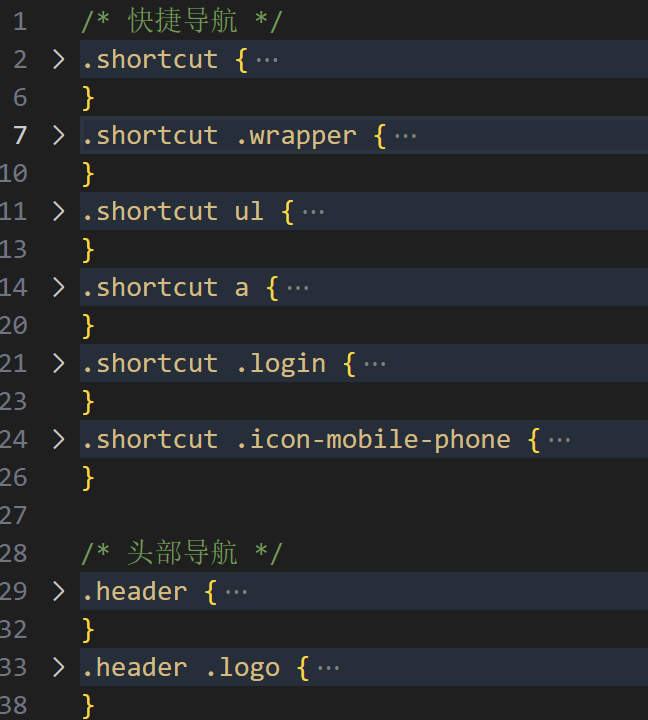 1 /* 快捷导航 */
2 > .shortcut { ···
6 }
7 > .shortcut .wrapper { ···
10 }
11 > .shortcut ul { ···
13 }
14 > .shortcut a { ···
20 }
21 > .shortcut .login { ···
23 }
24 > .shortcut .icon-mobile-phone { ···
26 }
27
28 /* 头部导航 */
29 > .header { ···
32 }
33 > .header .logo { ···
38 }